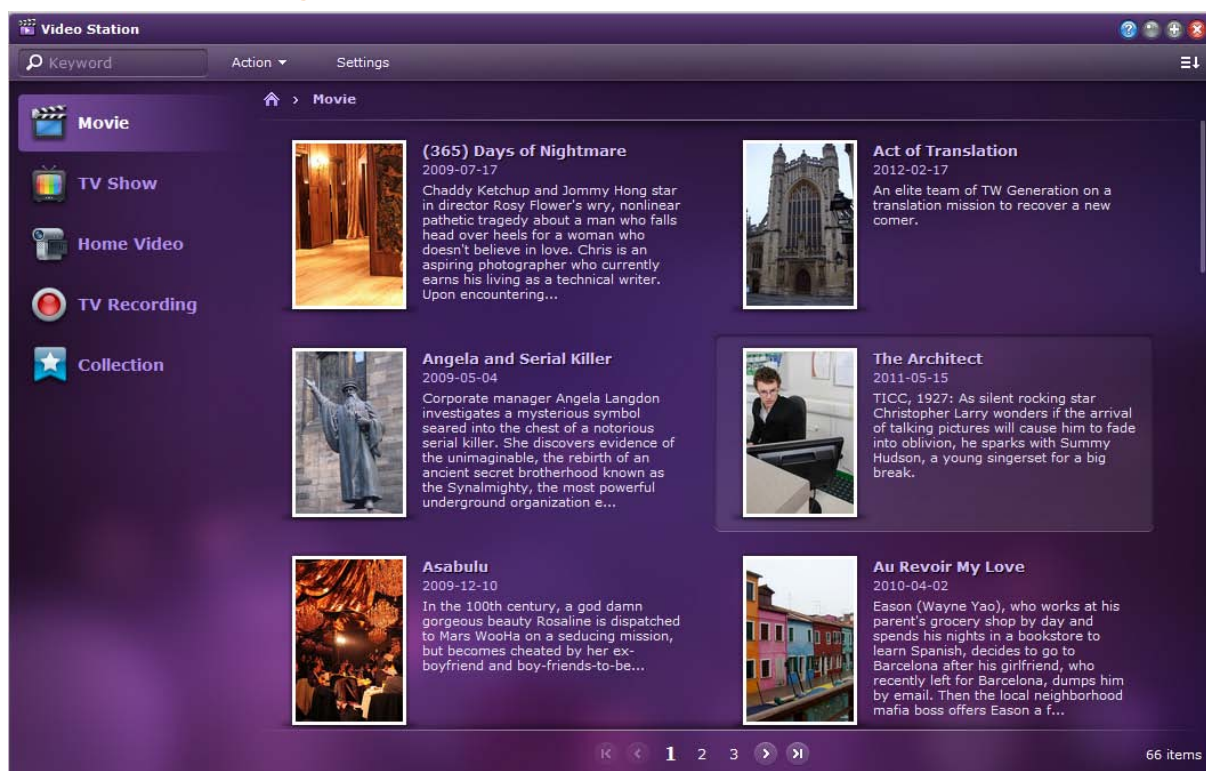 Video Station
Keyword
Action
Settings
Movie
TV Show
Home Video
TV Recording
Collection
› Movie
(365) Days of Nightmare
2009-07-17
Chaddy Ketchup and Jommy Hong star
in director Rosy Flower's wry, nonlinear
pathetic tragedy about a man who falls
head over heels for a woman who
doesn't believe in love. Chris is an
aspiring photographer who currently
earns his living as a technical writer.
Upon encountering...
Act of Translation
2012-02-17
An elite team of TW Generation on a
translation mission to recover a new
comer.
Angela and Serial Killer
2009-05-04
Corporate manager Angela Langdon
investigates a mysterious symbol
seared into the chest of a notorious
serial killer. She discovers evidence of
the unimaginable, the rebirth of an
ancient secret brotherhood known as
the Synalmighty, the most powerful
underground organization e...
The Architect
2011-05-15
TICC, 1927: As silent rocking star
Christopher Larry wonders if the arrival
of talking pictures will cause him to fade
into oblivion, he sparks with Summy
Hudson, a young singerset for a big
break.
Asabulu
2009-12-10
In the 100th century, a god damn
gorgeous beauty Rosaline is dispatched
to Mars WooHa on a seducing mission,
but becomes cheated by her ex-
boyfriend and boy-friends-to-be...
Au Revoir My Love
2010-04-02
Eason (Wayne Yao), who works at his
parent's grocery shop by day and
spends his nights in a bookstore to
learn Spanish, decides to go to
Barcelona after his girlfriend, who
recently left for Barcelona, dumps him
by email. Then the local neighborhood
mafia boss offers Eason a f...
1 2 3
66 items